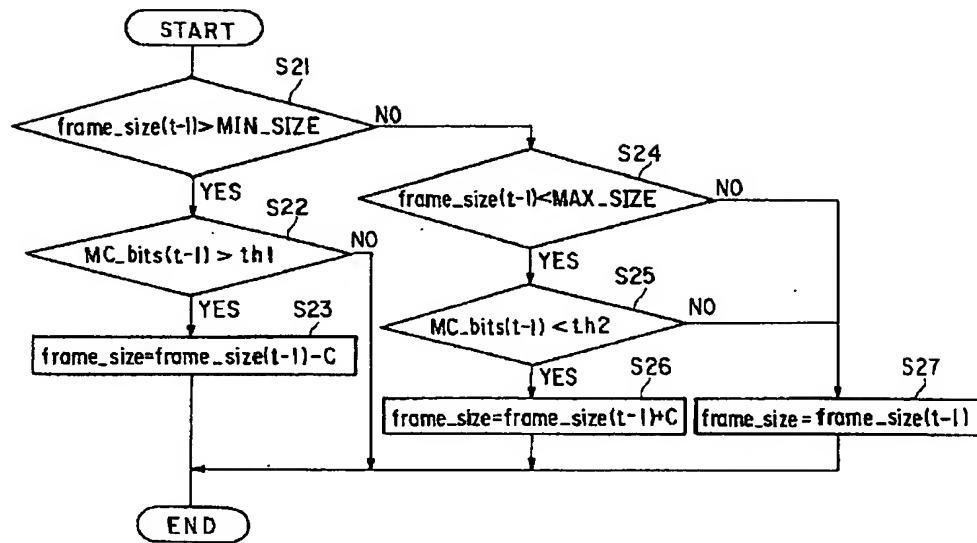 START
S21
frame_size(t-1)>MIN_SIZE
NO
YES
S24
frame_size(t-1)<MAX_SIZE
NO
S22
MC_bits(t-1) > th1
NO
YES
YES
S25
MC_bits(t-1) < th2
NO
S23
frame_size=frame_size(t-1)-C
YES
S26
frame_size=frame_size(t-1)+C
S27
frame_size=frame_size(t-1)
END